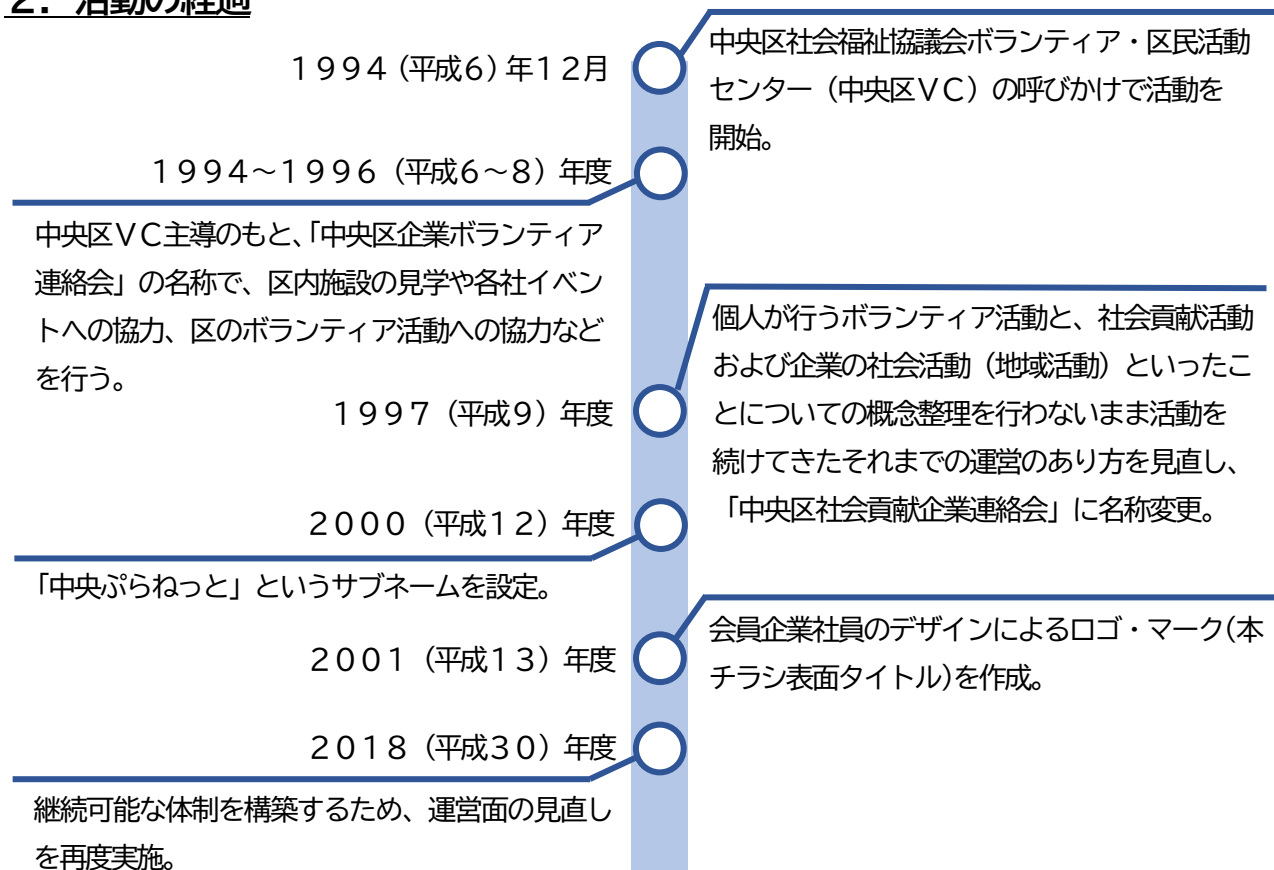 ２．活動の経過
１９９４（平成６）年１２月
中央区社会福祉協議会ボランティア・区民活動
センター（中央区ＶＣ）の呼びかけで活動を
開始。
１９９４～１９９６（平成６～８）年度
中央区ＶＣ主導のもと、「中央区企業ボランティア
連絡会」の名称で、区内施設の見学や各社イベン
トへの協力、区のボランティア活動への協力など
を行う。
１９９７（平成９）年度
個人が行うボランティア活動と、社会貢献活動
および企業の社会活動（地域活動）といったこ
とについての概念整理を行わないまま活動を
続けてきたそれまでの運営のあり方を見直し、
「中央区社会貢献企業連絡会」に名称変更。
２０００（平成１２）年度
「中央ぷらねっと」というサブネームを設定。
２００１（平成１３）年度
会員企業社員のデザインによるロゴ・マーク(本
チラシ表面タイトル)を作成。
２０１８（平成３０）年度
継続可能な体制を構築するため、運営面の見直し
を再度実施。